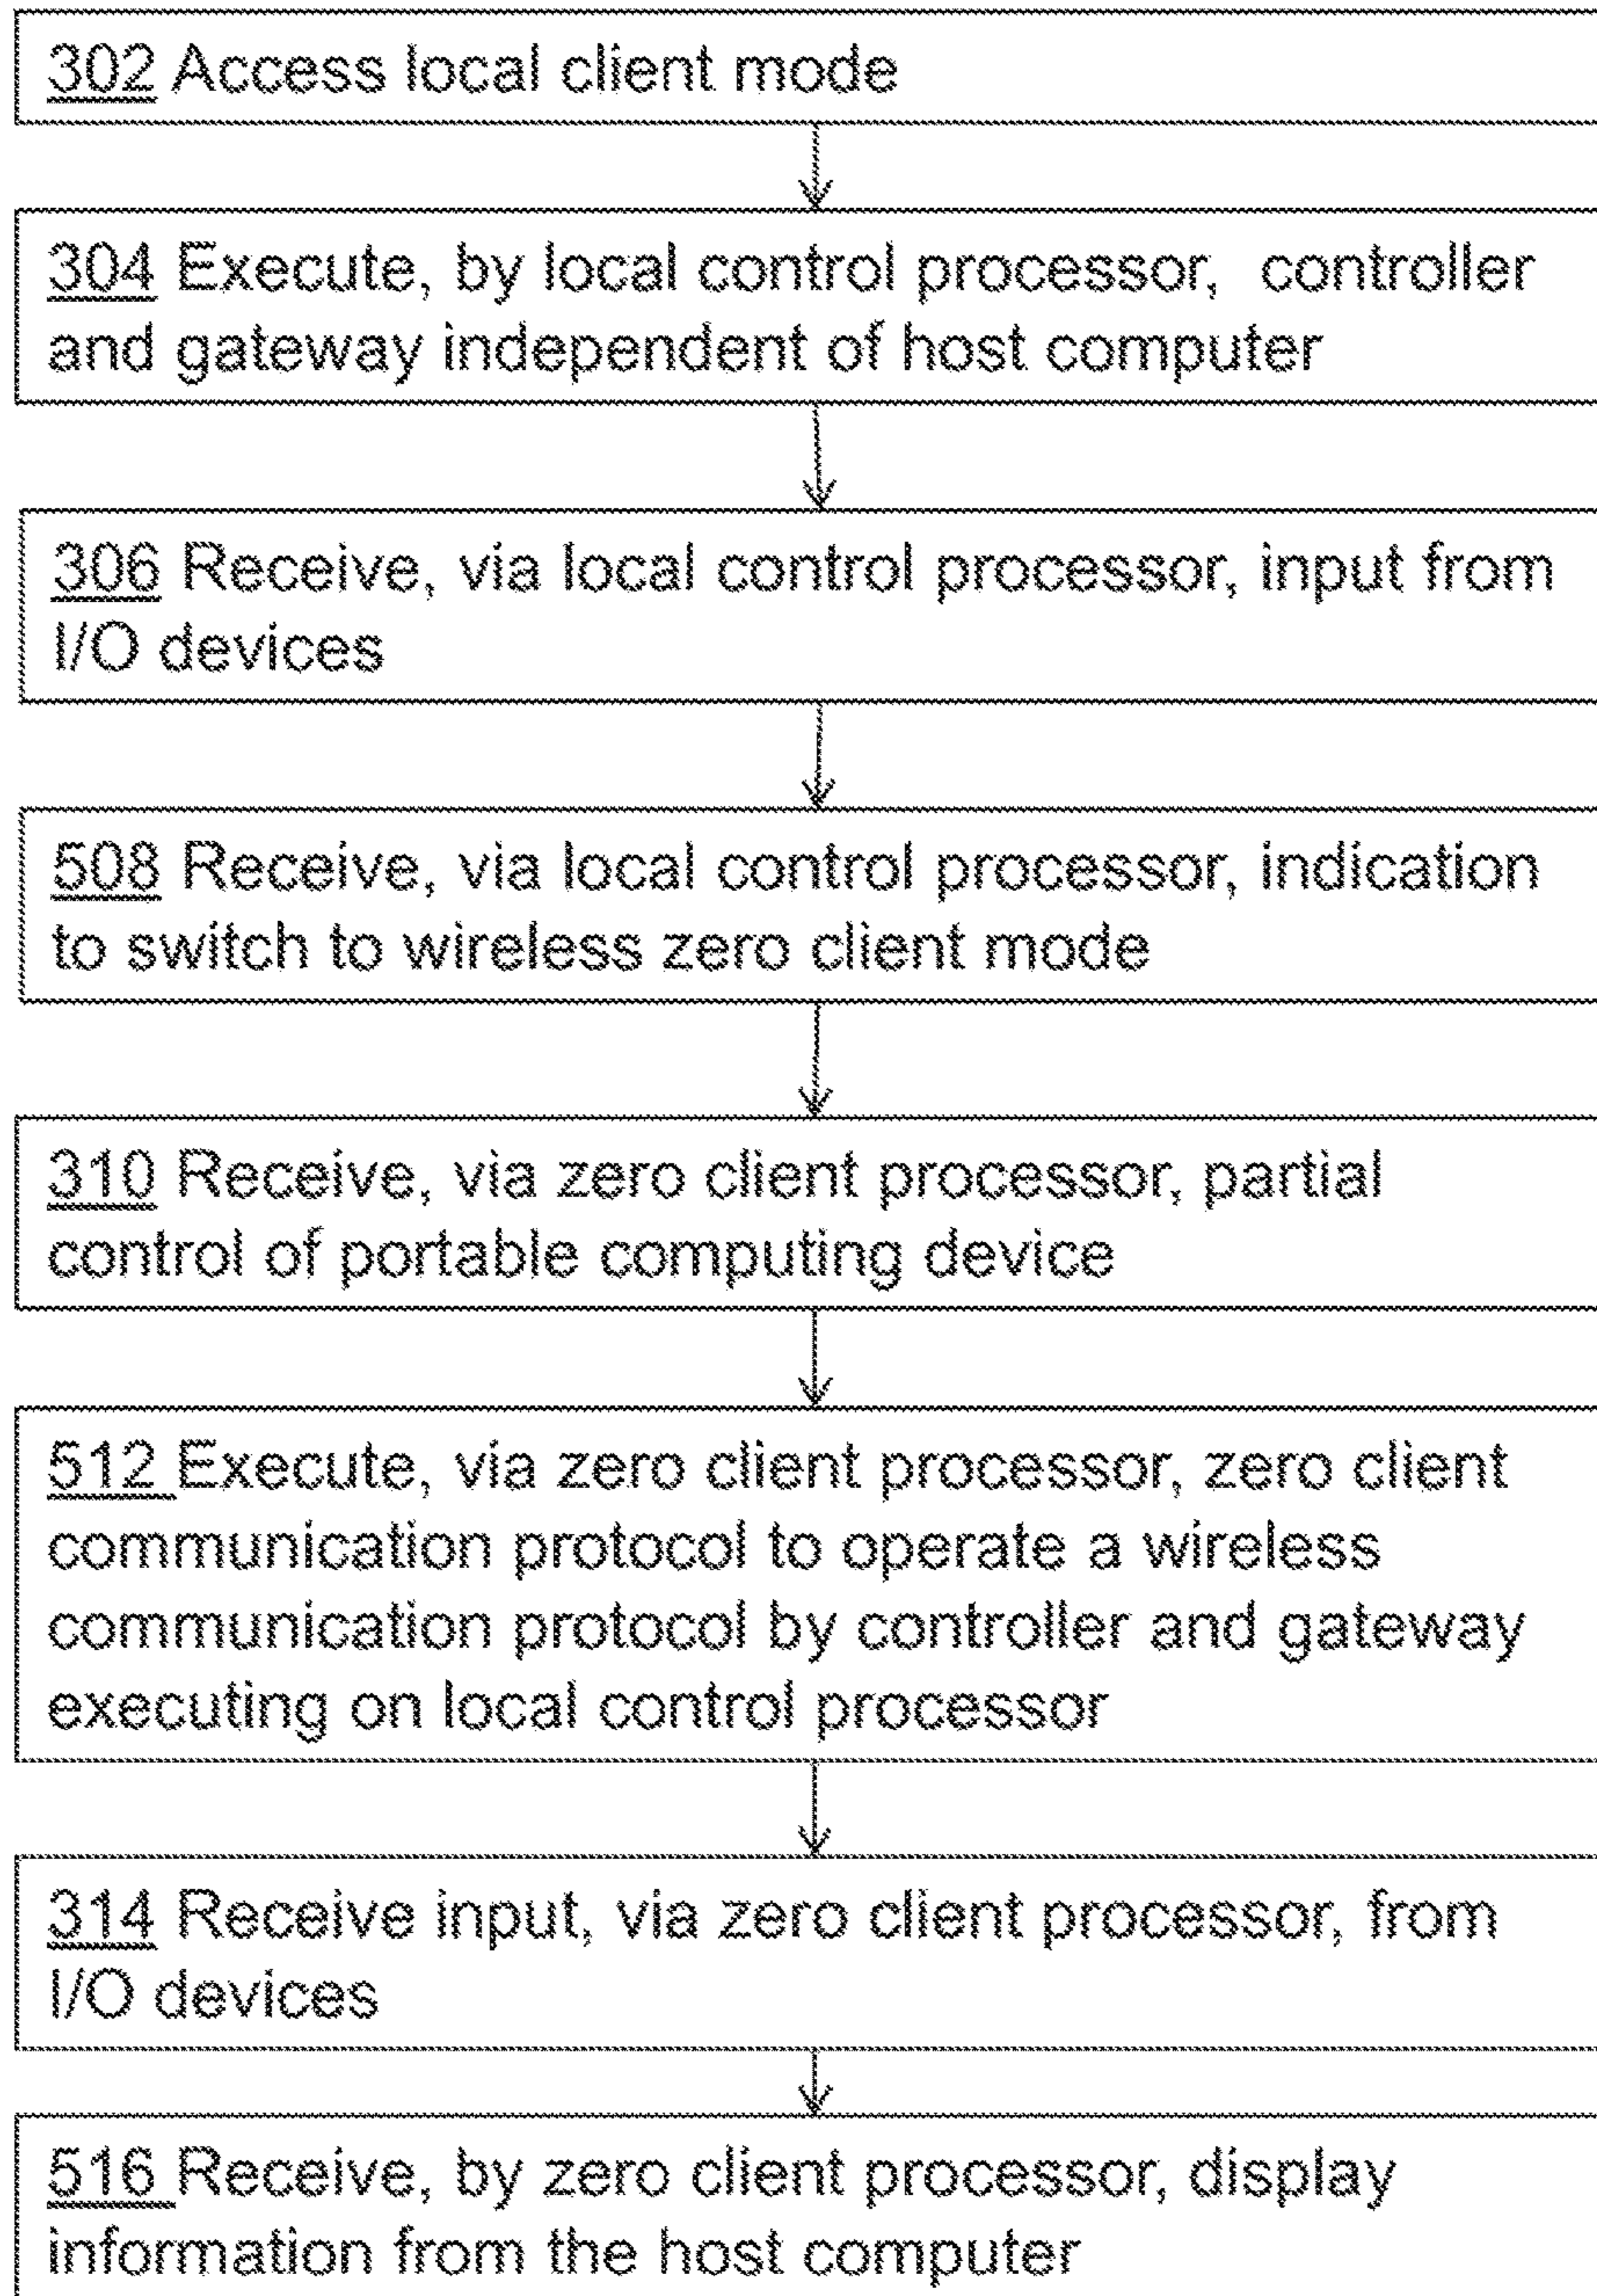 302 Access local client mode
304 Execute, by local control processor, controller
and gateway independent of host computer
306 Receive, via local control processor, input from
I/O devices
508 Receive, via local control processor, indication
to switch to wireless zero client mode
310 Receive, via zero client processor, partial
control of portable computing device
512 Execute, via zero client processor, zero client
communication protocol to operate a wireless
communication protocol by controller and gateway
executing on local control processor
314 Receive input, via zero client processor, from
I/O devices
516 Receive, by zero client processor, display
information from the host computer